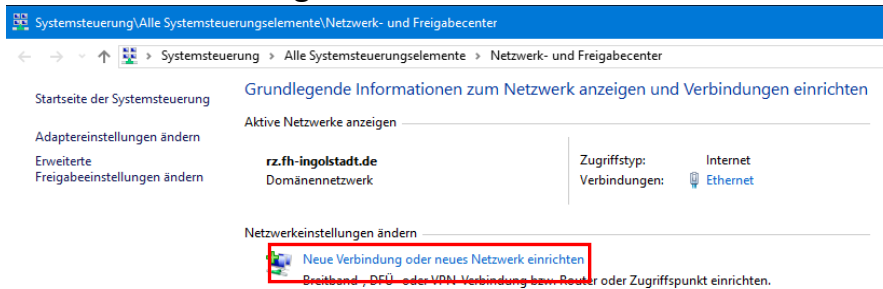 Systemsteuerung\Alle Systemsteuerungselemente\Netzwerk- und Freigabecenter
Systemsteuerung > Alle Systemsteuerungselemente > Netzwerk- und Freigabecenter
Startseite der Systemsteuerung
Adaptereinstellungen ändern
Erweiterte
Freigabeeinstellungen ändern
Grundlegende Informationen zum Netzwerk anzeigen und Verbindungen einrichten
Aktive Netzwerke anzeigen
rz.fh-ingolstadt.de
Domänennetzwerk
Zugriffstyp: Internet
Verbindungen: Ethernet
Netzwerkeinstellungen ändern
Neue Verbindung oder neues Netzwerk einrichten
Breitband-, DFÜ- oder VPN-Verbindung bzw. Router oder Zugriffspunkt einrichten.